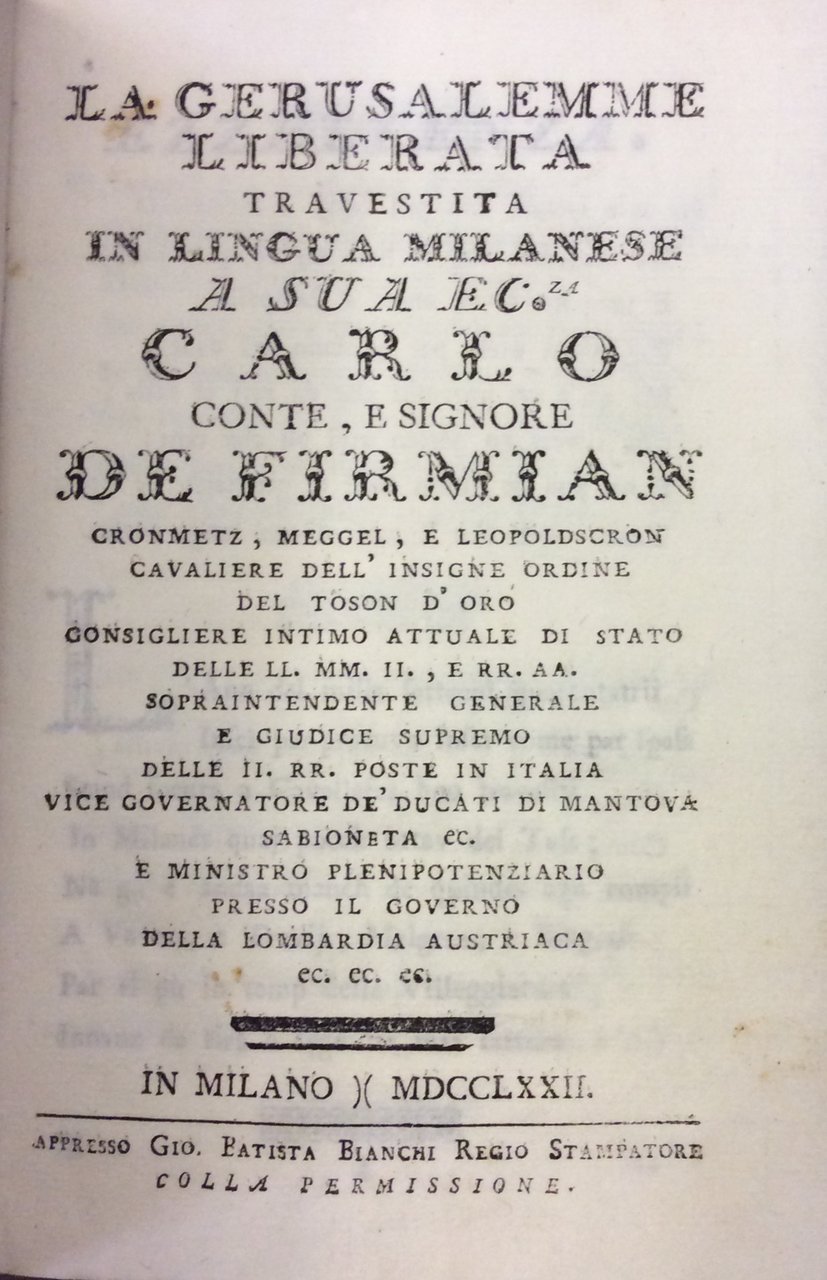 LA GERUSALEMME
LIBERATA
TRAVESTITA
IN LINGUA MILANESE
A SUA EC.ZA
CARLO
CONTE, E SIGNORE
DE FIRMIAN
CRONMETZ, MEGGEL, E LEOPOLDSCRON
CAVALIERE DELL' INSIGNE ORDINE
DEL TOSON D' ORO
CONSIGLIERE INTIMO ATTUALE DI STATO
DELLE LL. MM. II., E RR. AA.
SOPRAINTENDENTE GENERALE
E GIUDICE SUPREMO
DELLE II. RR. POSTE IN ITALIA
VICE GOVERNATORE DE' DUCATI DI MANTOVA
SABIONETA ec.
E MINISTRO PLENIPOTENZIARIO
PRESSO IL GOVERNO
DELLA LOMBARDIA AUSTRIACA
ec. ec. ec.
IN MILANO )( MDCCLXXII.
APPRESSO GIO. BATISTA BIANCHI REGIO STAMPATORE
COLLA PERMISSIONE.